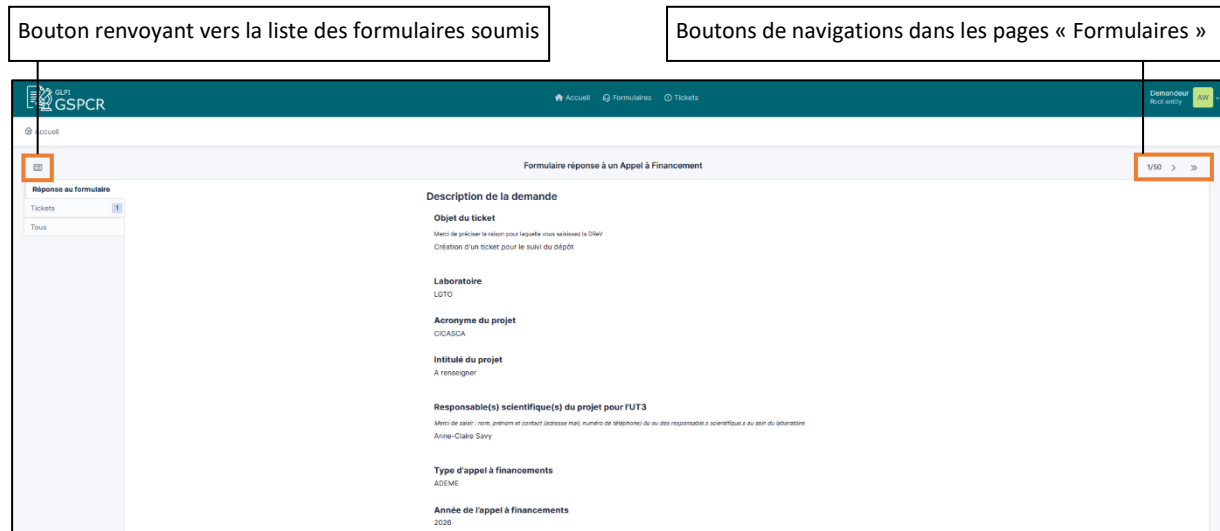 Bouton renvoyant vers la liste des formulaires soumis
Boutons de navigations dans les pages « Formulaires »
GLPI
GSPCR
Accueil
Formulaires
Tickets
Demandeur
Root entity
AW
Accueil
Formulaire réponse à un Appel à Financement
1/50
Réponse au formulaire
Tickets 1
Tous
Description de la demande
Objet du ticket
Merci de préciser la raison pour laquelle vous saisissez la DReV
Création d'un ticket pour le suivi du dépôt
Laboratoire
LGTO
Acronyme du projet
CICASCA
Intitulé du projet
A renseigner
Responsable(s) scientifique(s) du projet pour l'UT3
Merci de saisir : nom, prénom et contact (adresse mail, numéro de téléphone) du ou des responsable.s scientifique.s au sein du laboratoire
Anne-Claire Savy
Type d'appel à financements
ADEME
Année de l'appel à financements
2026